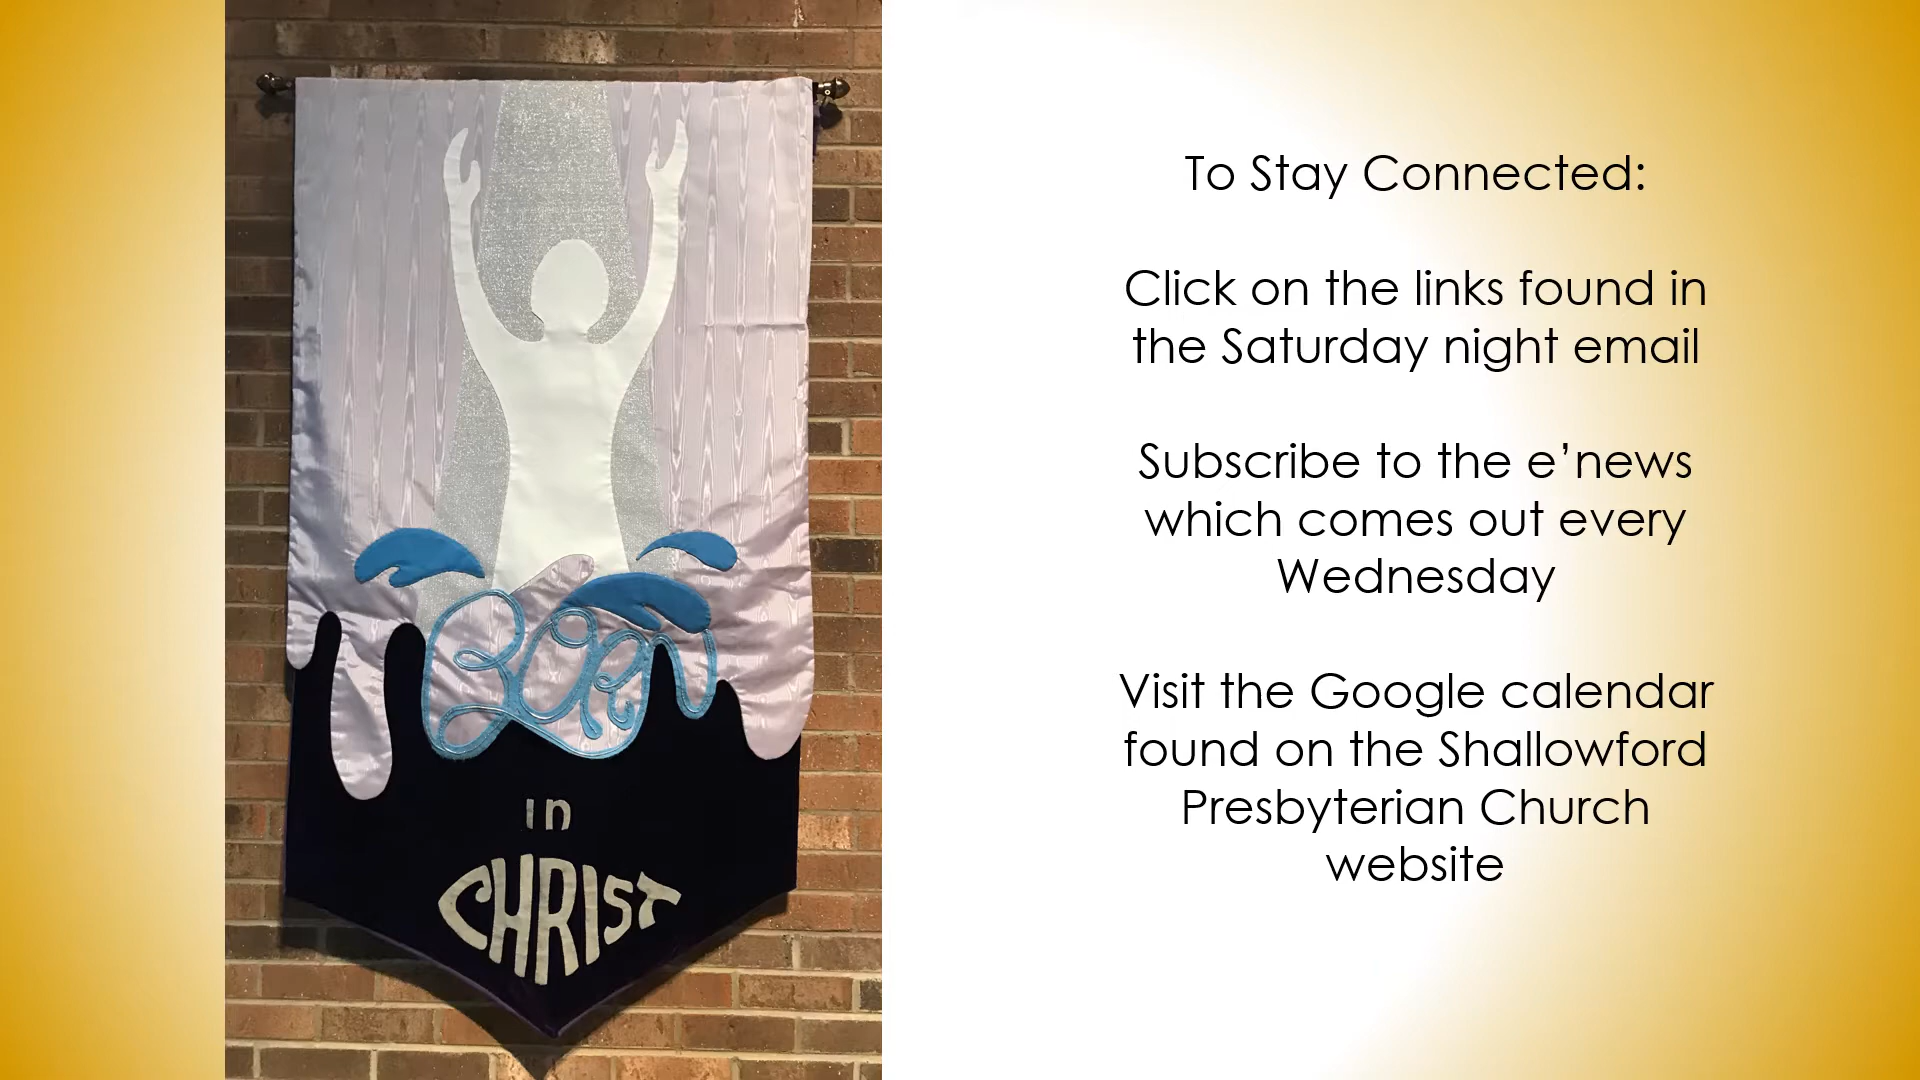 BORN
in
CHRIST
To Stay Connected:
Click on the links found in
the Saturday night email
Subscribe to the e’news
which comes out every
Wednesday
Visit the Google calendar
found on the Shallowford
Presbyterian Church
website